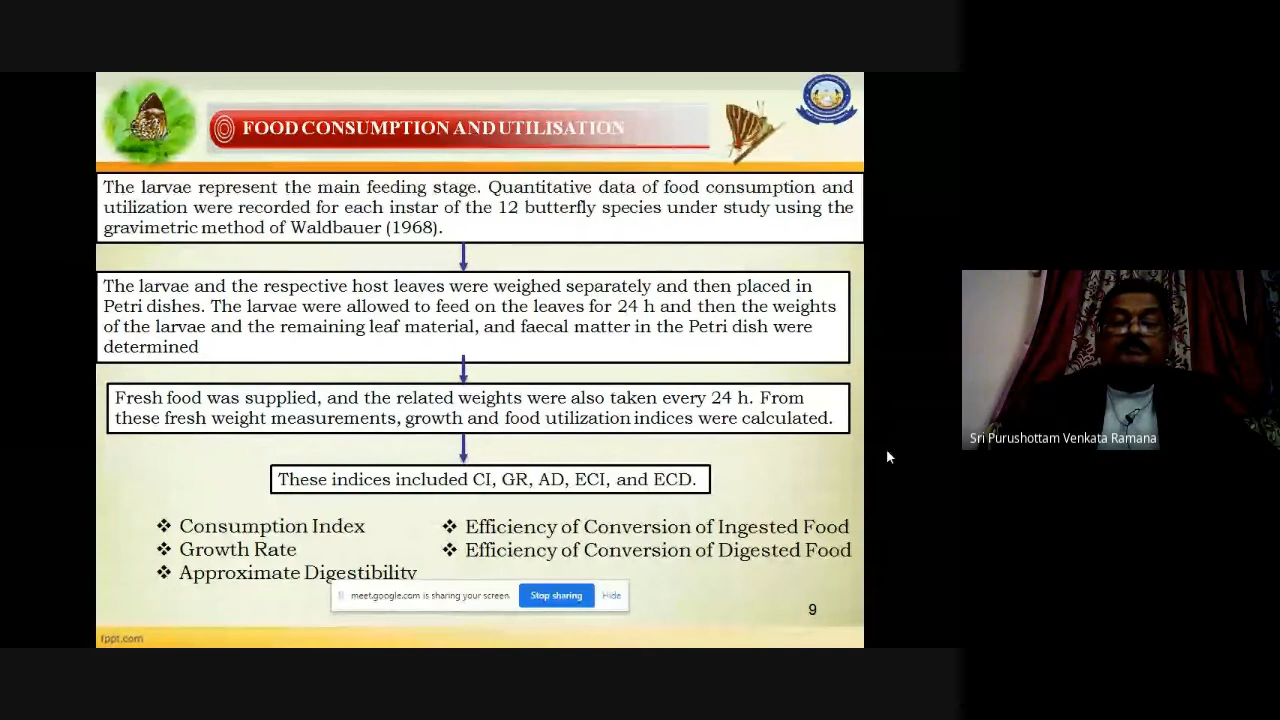 FOOD CONSUMPTION AND UTILISATION
The larvae represent the main feeding stage. Quantitative data of food consumption and
utilization were recorded for each instar of the 12 butterfly species under study using the
gravimetric method of Waldbauer (1968).
The larvae and the respective host leaves were weighed separately and then placed in
Petri dishes. The larvae were allowed to feed on the leaves for 24 h and then the weights
of the larvae and the remaining leaf material, and faecal matter in the Petri dish were
determined
Fresh food was supplied, and the related weights were also taken every 24 h. From
these fresh weight measurements, growth and food utilization indices were calculated.
These indices included CI, GR, AD, ECI, and ECD.
❖ Consumption Index
❖ Growth Rate
❖ Approximate Digestibility
❖ Efficiency of Conversion of Ingested Food
❖ Efficiency of Conversion of Digested Food
meet.google.com is sharing your screen. Stop sharing Hide
9
fppt.com
Sri Purushottam Venkata Ramana